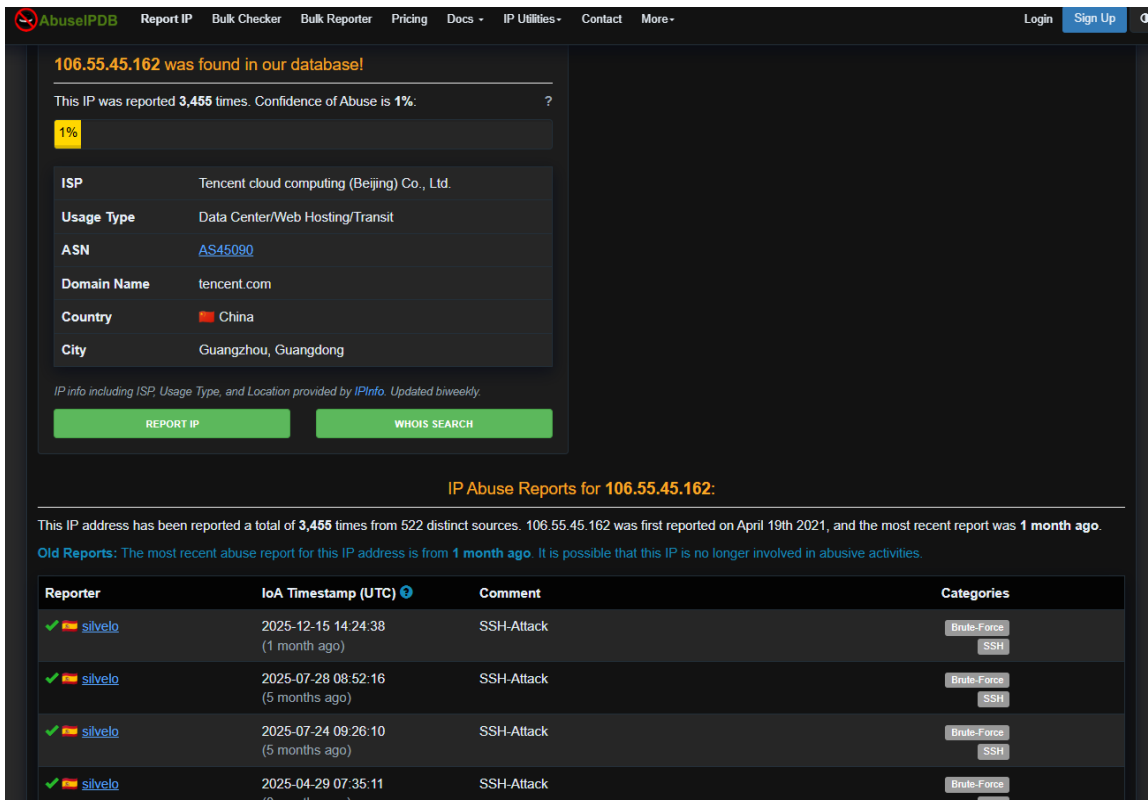 AbuseIPDB Report IP Bulk Checker Bulk Reporter Pricing Docs IP Utilities Contact More Login Sign Up
106.55.45.162 was found in our database!
This IP was reported 3,455 times. Confidence of Abuse is 1%: ?
1%
ISP Tencent cloud computing (Beijing) Co., Ltd.
Usage Type Data Center/Web Hosting/Transit
ASN AS45090
Domain Name tencent.com
Country China
City Guangzhou, Guangdong
IP info including ISP, Usage Type, and Location provided by IPInfo. Updated biweekly.
REPORT IP WHOIS SEARCH
IP Abuse Reports for 106.55.45.162:
This IP address has been reported a total of 3,455 times from 522 distinct sources. 106.55.45.162 was first reported on April 19th 2021, and the most recent report was 1 month ago.
Old Reports: The most recent abuse report for this IP address is from 1 month ago. It is possible that this IP is no longer involved in abusive activities.
Reporter IoA Timestamp (UTC) ? Comment Categories
silvelo 2025-12-15 14:24:38 SSH-Attack Brute-Force
(1 month ago) SSH
silvelo 2025-07-28 08:52:16 SSH-Attack Brute-Force
(5 months ago) SSH
silvelo 2025-07-24 09:26:10 SSH-Attack Brute-Force
(5 months ago) SSH
silvelo 2025-04-29 07:35:11 SSH-Attack Brute-Force